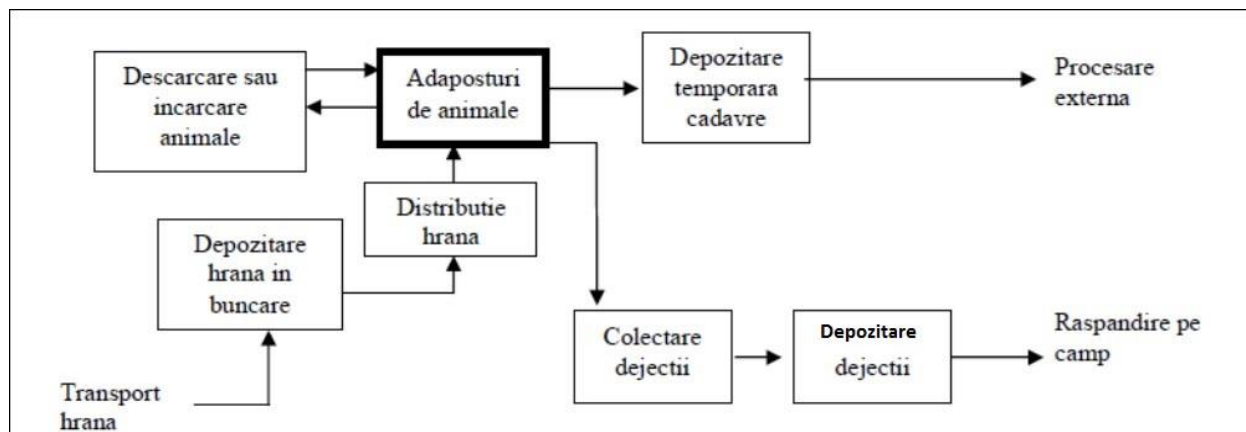 Descarcare sau
incarcare
animale
Adaposturi
de animale
Depozitare
temporara
cadavre
Procesare
externa
Distributie
hrana
Depozitare
hrana in
buncare
Transport
hrana
Colectare
dejectii
Depozitare
dejectii
Raspandire pe
camp